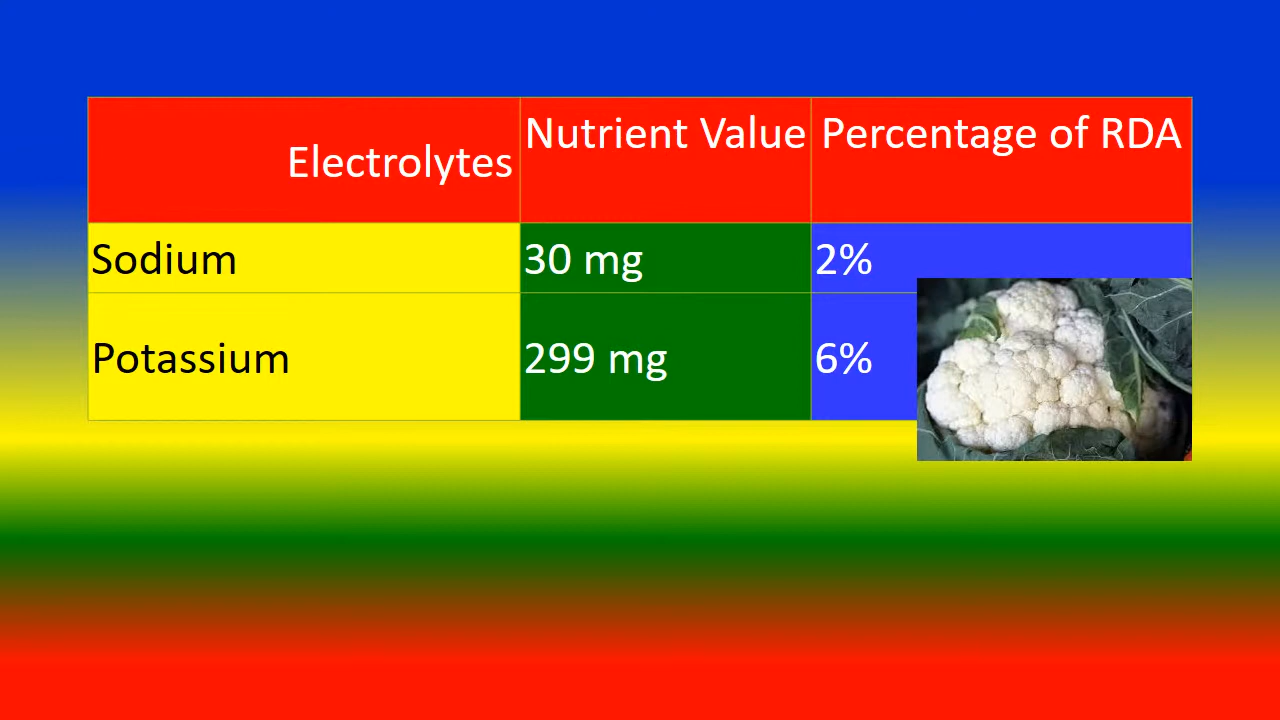 Electrolytes
Nutrient Value
Percentage of RDA
Sodium
30 mg
2%
Potassium
299 mg
6%